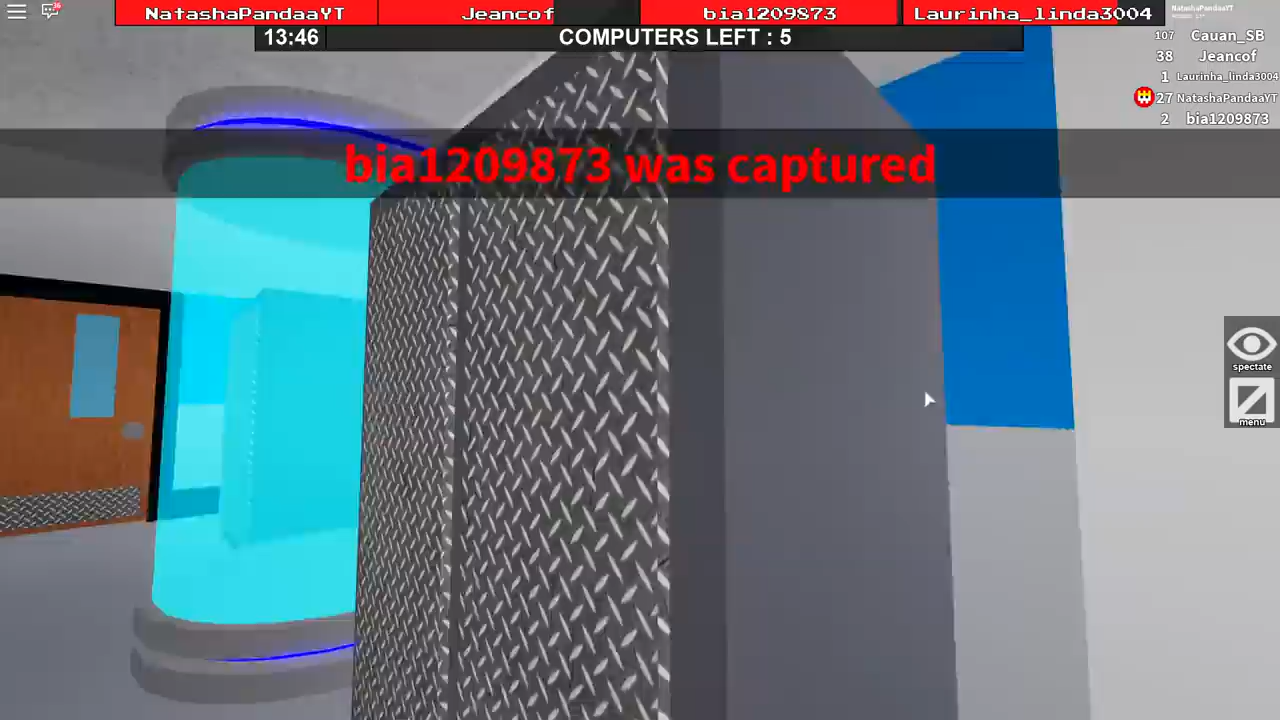 NatashaPandaaYT Jeancof bia1209873 Laurinha_linda3004
NatashaPandaaYT
13:46 COMPUTERS LEFT : 5
107 Cauan_SB
38 Jeancof
1 Laurinha_linda3004
27 NatashaPandaaYT
2 bia1209873
bia1209873 was captured
spectate
menu